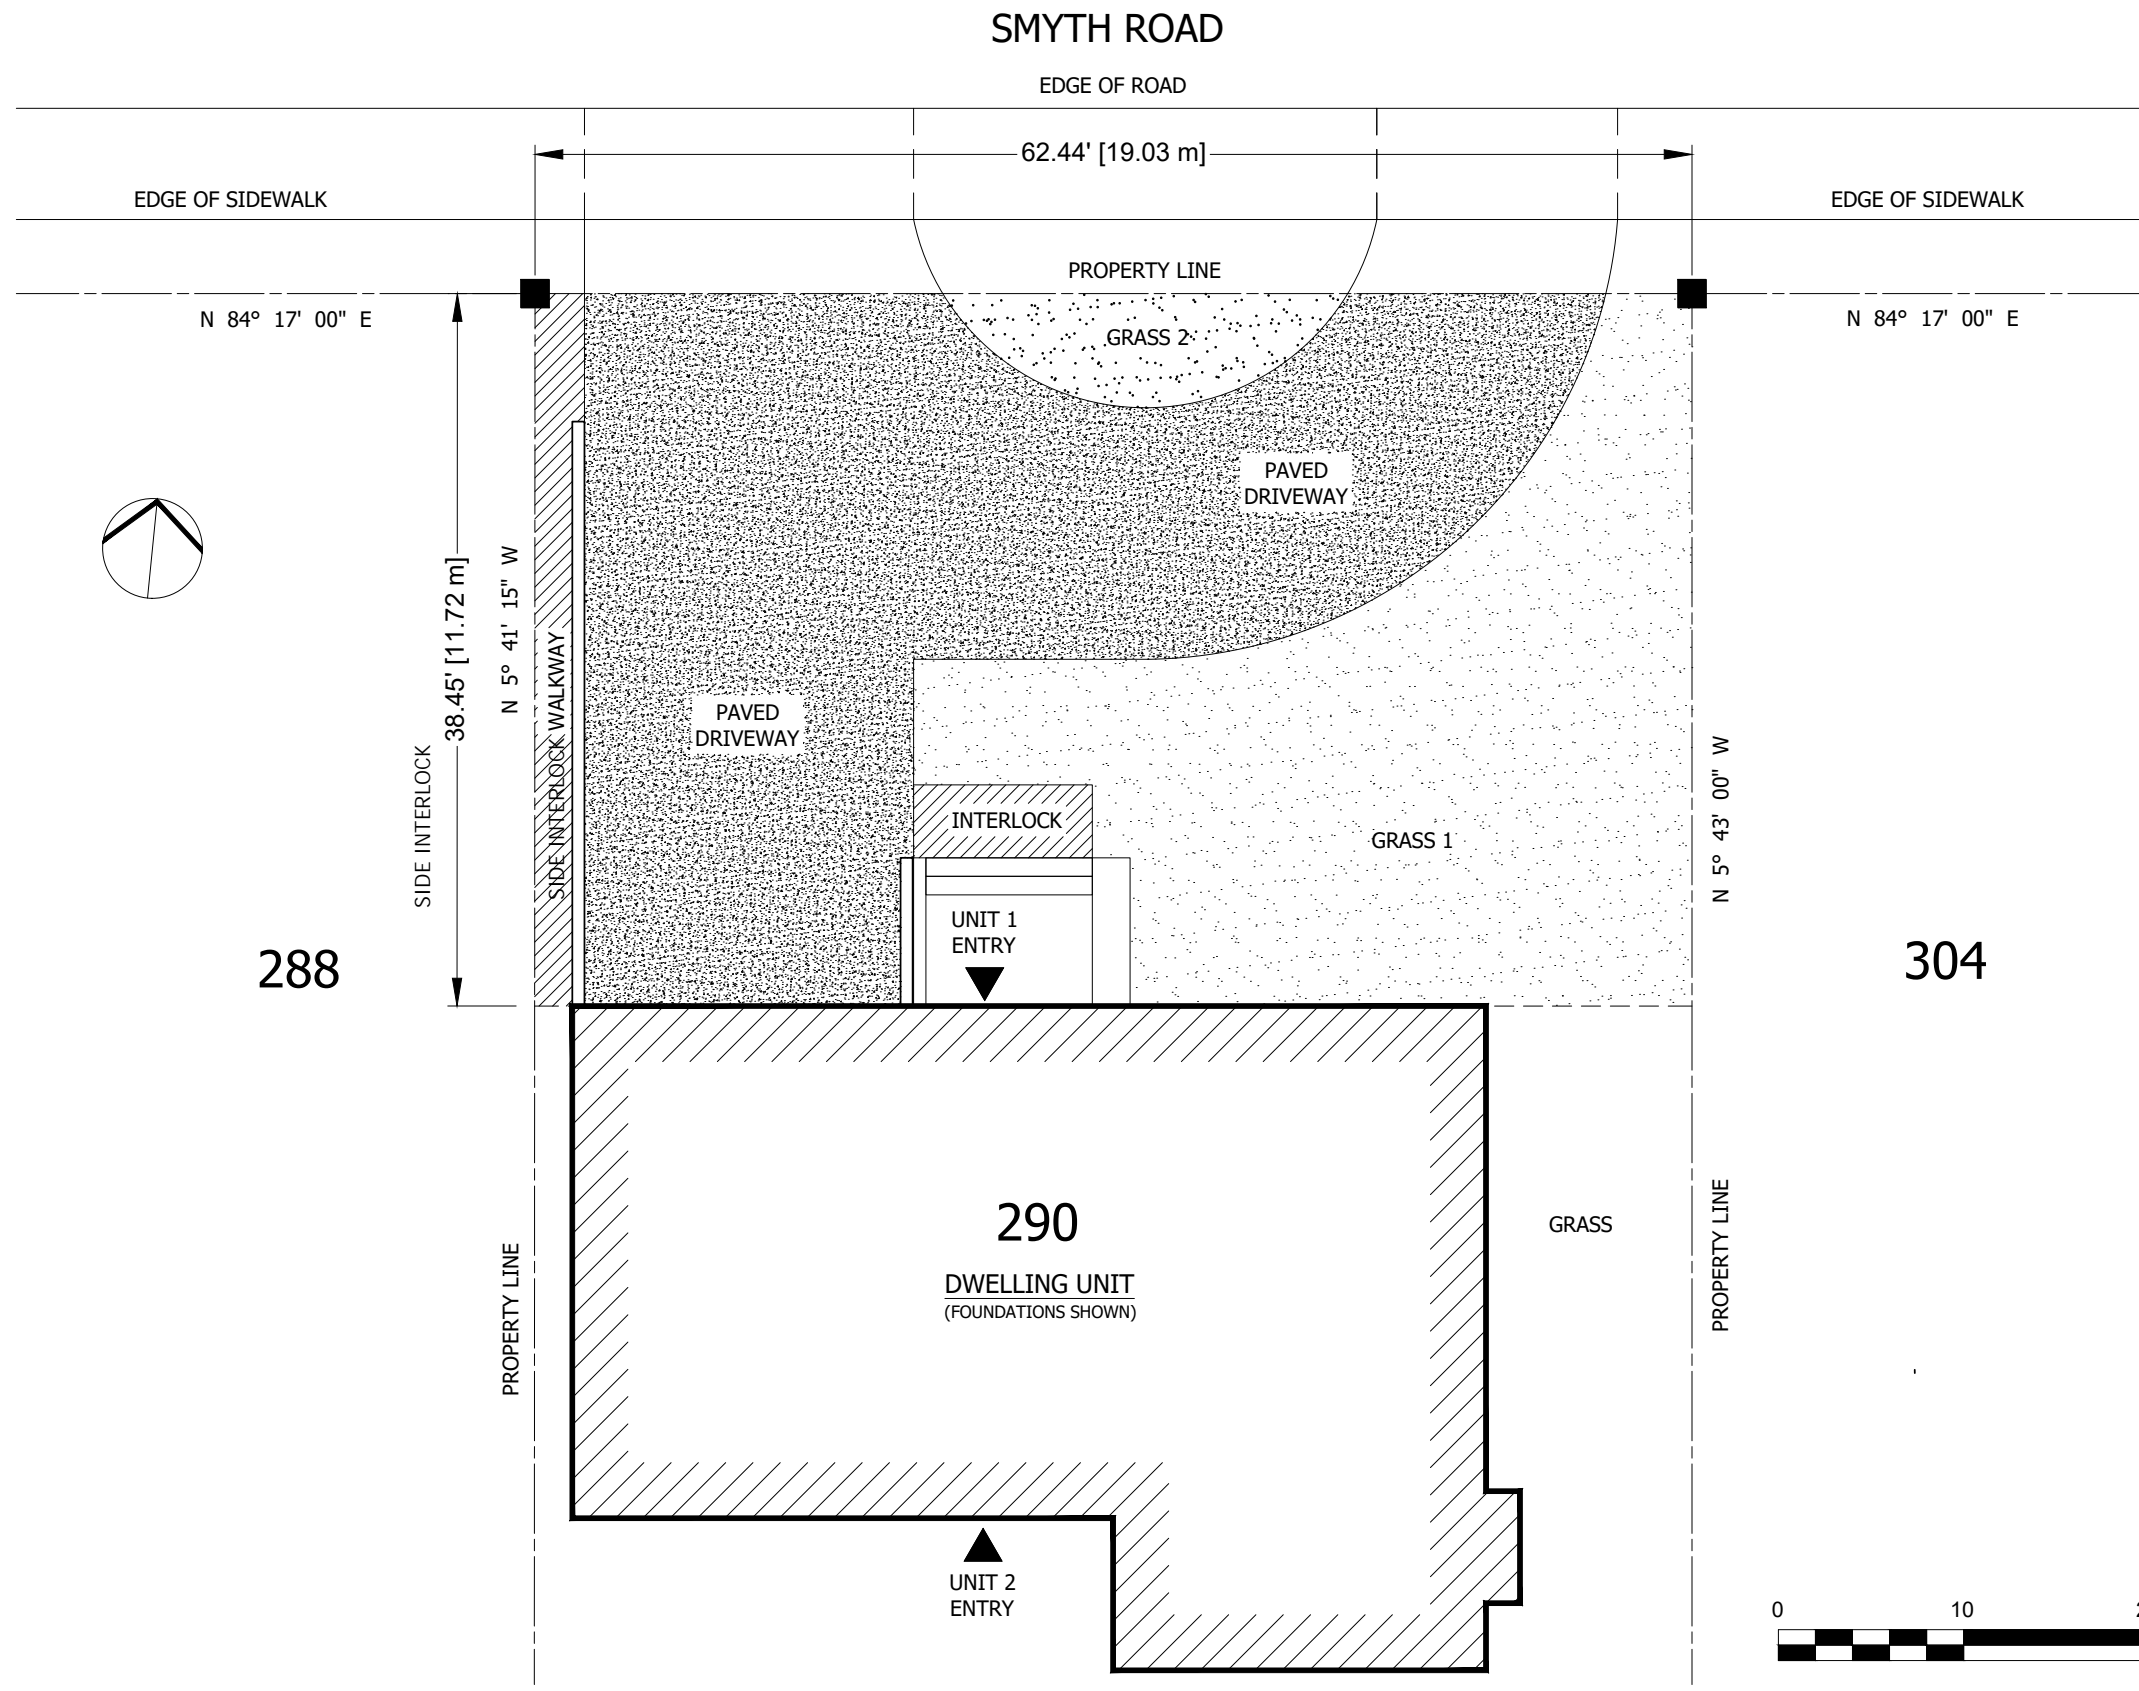 SMYTH ROAD
EDGE OF ROAD
62.44' [19.03 m]
EDGE OF SIDEWALK
EDGE OF SIDEWALK
PROPERTY LINE
N 84° 17' 00" E
N 84° 17' 00" E
GRASS 2
PAVED
DRIVEWAY
38.45' [11.72 m]
N 5° 41' 15" W
SIDE INTERLOCK WALKWAY
SIDE INTERLOCK
PAVED
DRIVEWAY
INTERLOCK
GRASS 1
N 5° 43' 00" W
UNIT 1
ENTRY
288
304
290
DWELLING UNIT
(FOUNDATIONS SHOWN)
GRASS
PROPERTY LINE
PROPERTY LINE
UNIT 2
ENTRY
0 10